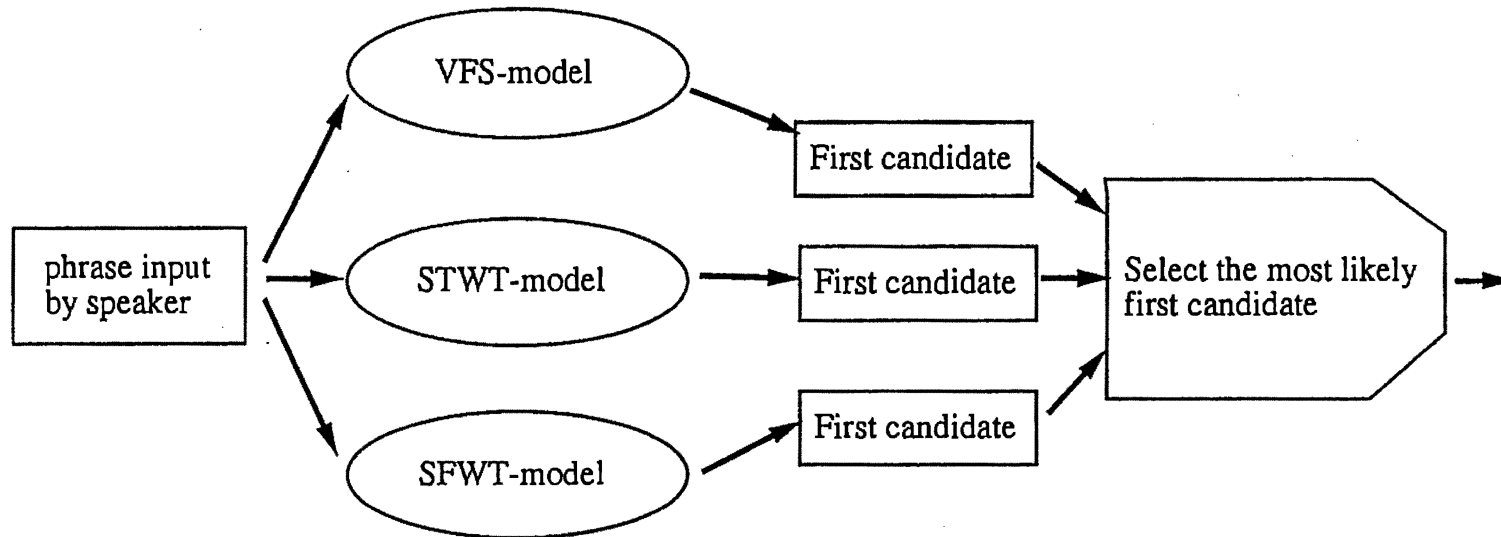 VFS-model
First candidate
phrase input
by speaker
STWT-model
First candidate
Select the most likely
first candidate
SFWT-model
First candidate